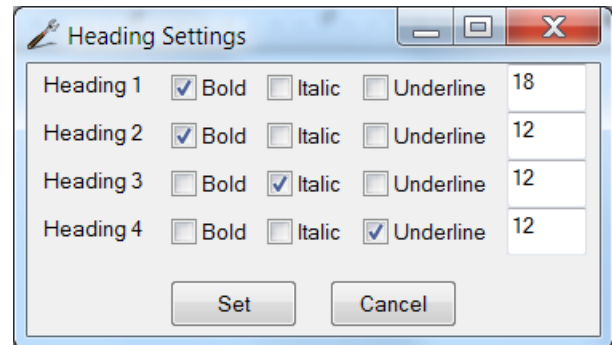 Heading Settings
Heading 1 Bold Italic Underline 18
Heading 2 Bold Italic Underline 12
Heading 3 Bold Italic Underline 12
Heading 4 Bold Italic Underline 12
Set Cancel